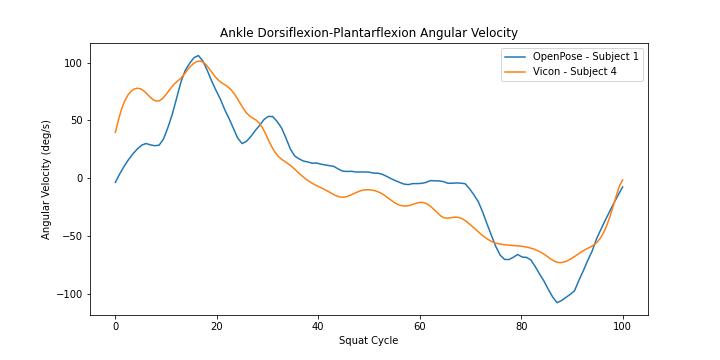 Ankle Dorsiflexion-Plantarflexion Angular Velocity
OpenPose - Subject 1
Vicon - Subject 4
Angular Velocity (deg/s)
100
50
0
−50
−100
0
20
40
60
80
100
Squat Cycle